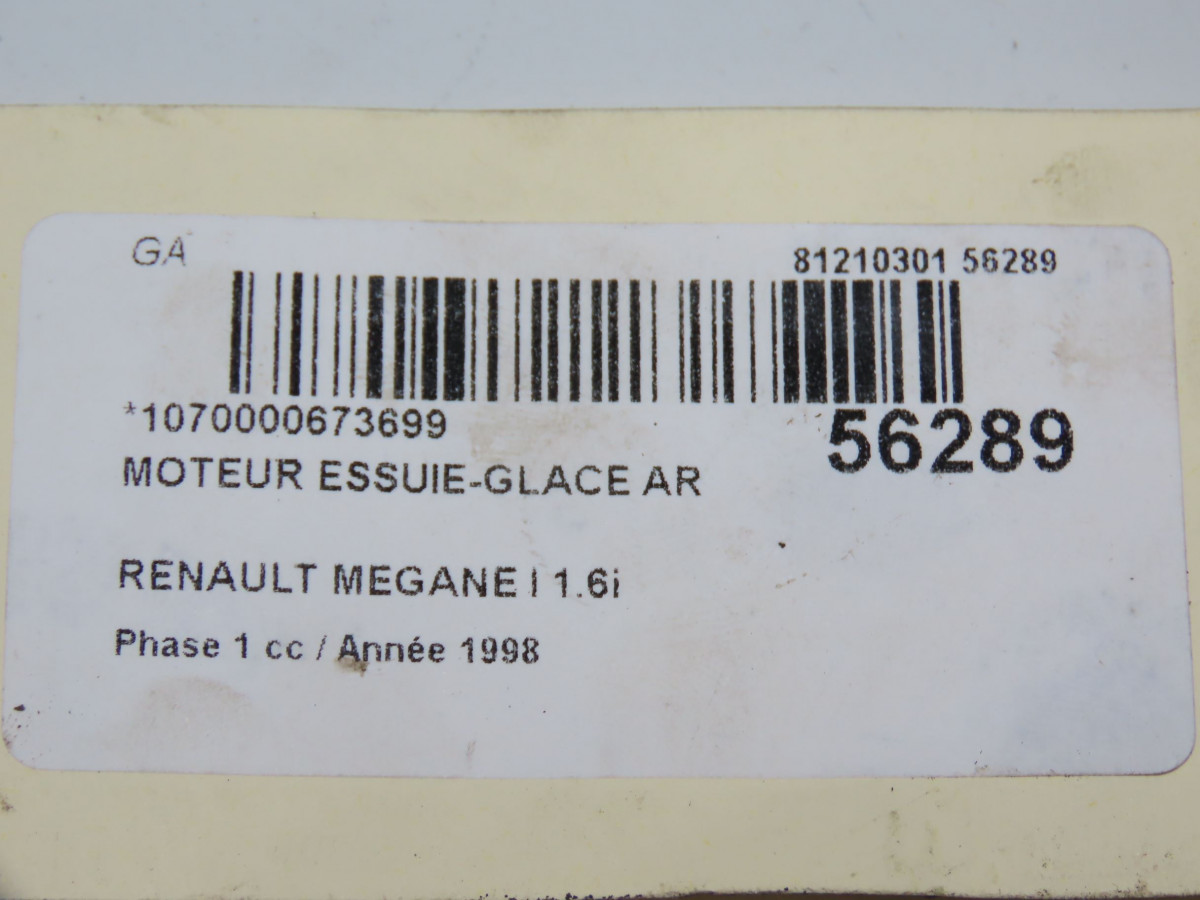 GA
81210301 56289
*1070000673699
56289
MOTEUR ESSUIE-GLACE AR
RENAULT MEGANE I 1.6i
Phase 1 cc / Année 1998